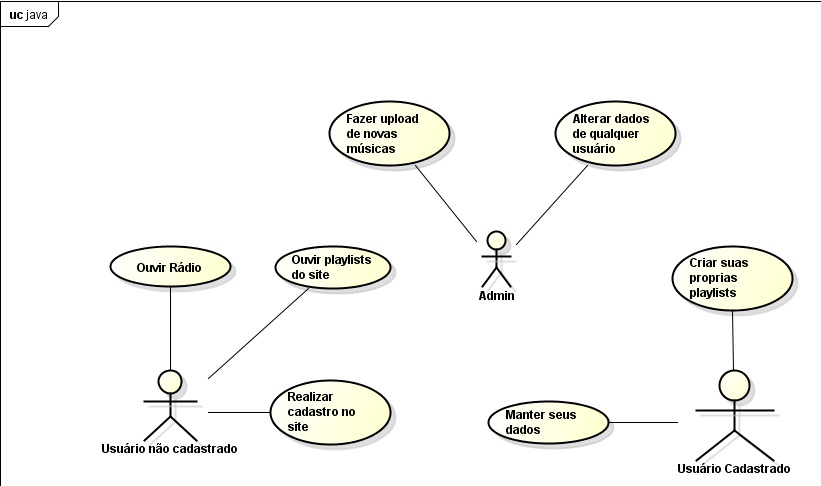 uc java
Fazer upload
de novas
músicas
Alterar dados
de qualquer
usuário
Admin
Ouvir Rádio
Ouvir playlists
do site
Criar suas
proprias
playlists
Realizar
cadastro no
site
Manter seus
dados
Usuário não cadastrado
Usuário Cadastrado